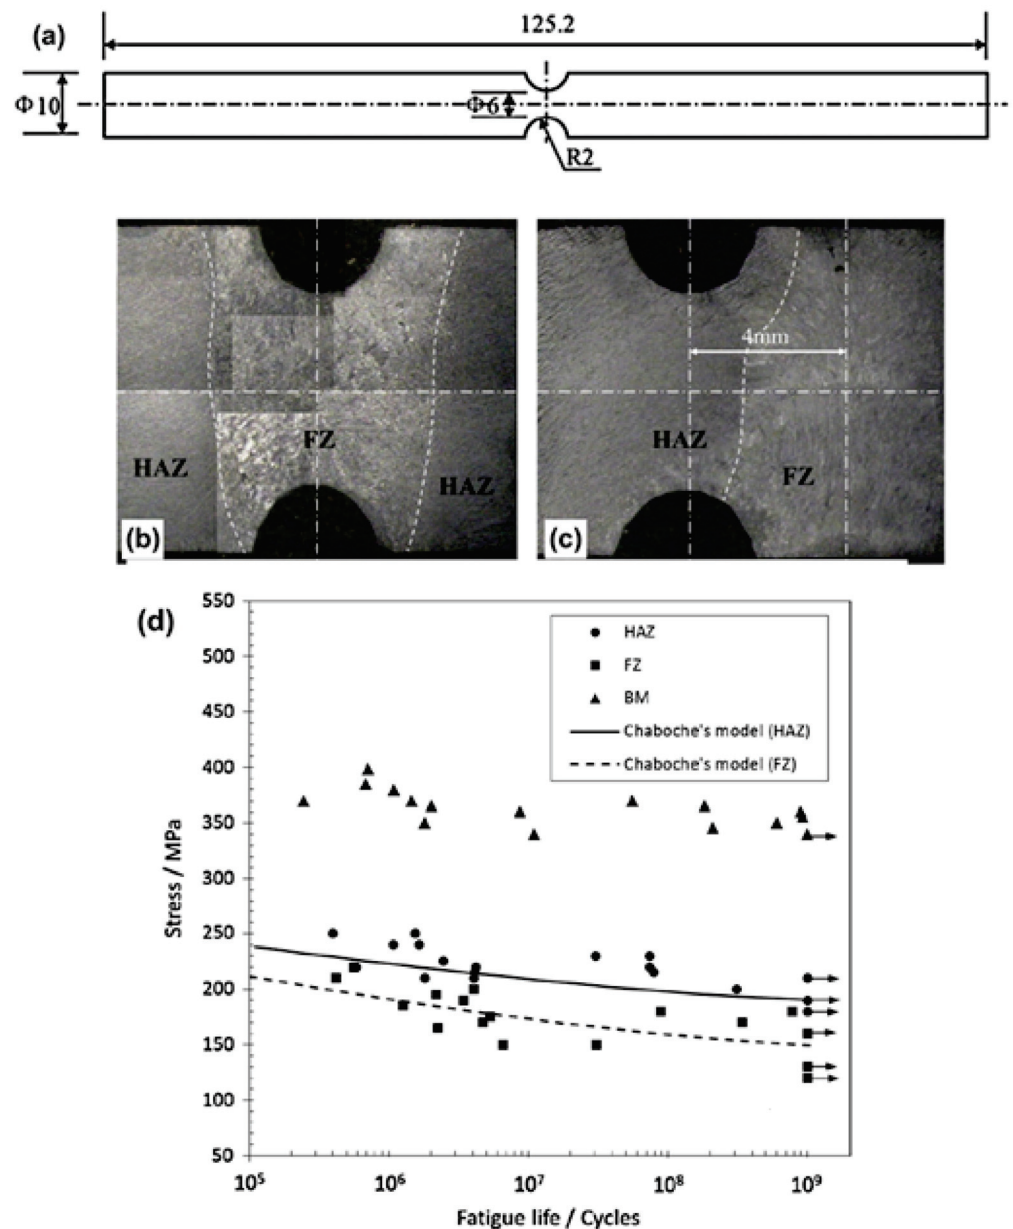 (a)
125.2
Φ10
Φ6
R2
4mm
HAZ
FZ
HAZ
HAZ
FZ
(b)
(c)
(d)
550
500
450
400
350
300
250
200
150
100
50
Stress / MPa
HAZ
FZ
BM
Chaboche's model (HAZ)
Chaboche's model (FZ)
10⁵ 10⁶ 10⁷ 10⁸ 10⁹
Fatigue life / Cycles